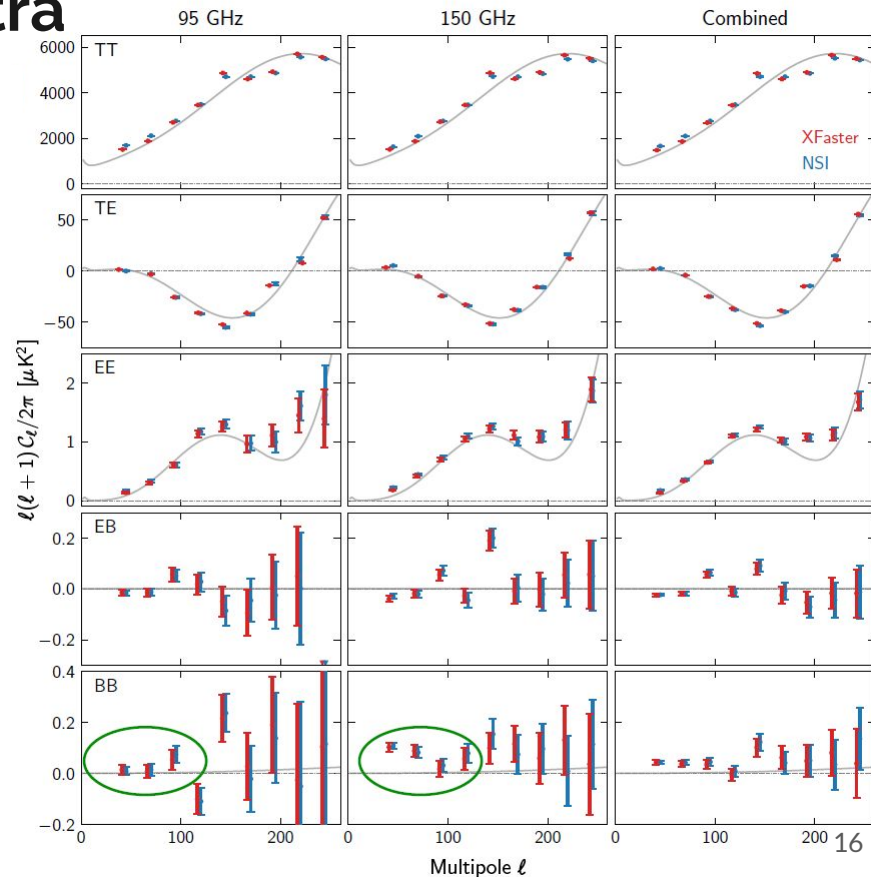 tra
95 GHz
150 GHz
Combined
6000
4000
2000
0
TT
XFaster
NSI
50
0
−50
TE
2
1
0
EE
0.2
0.0
−0.2
EB
0.4
0.2
0.0
−0.2
BB
ℓ(ℓ + 1)Cℓ/2π [μK²]
0 100 200
0 100 200
0 100 200
16
Multipole ℓ